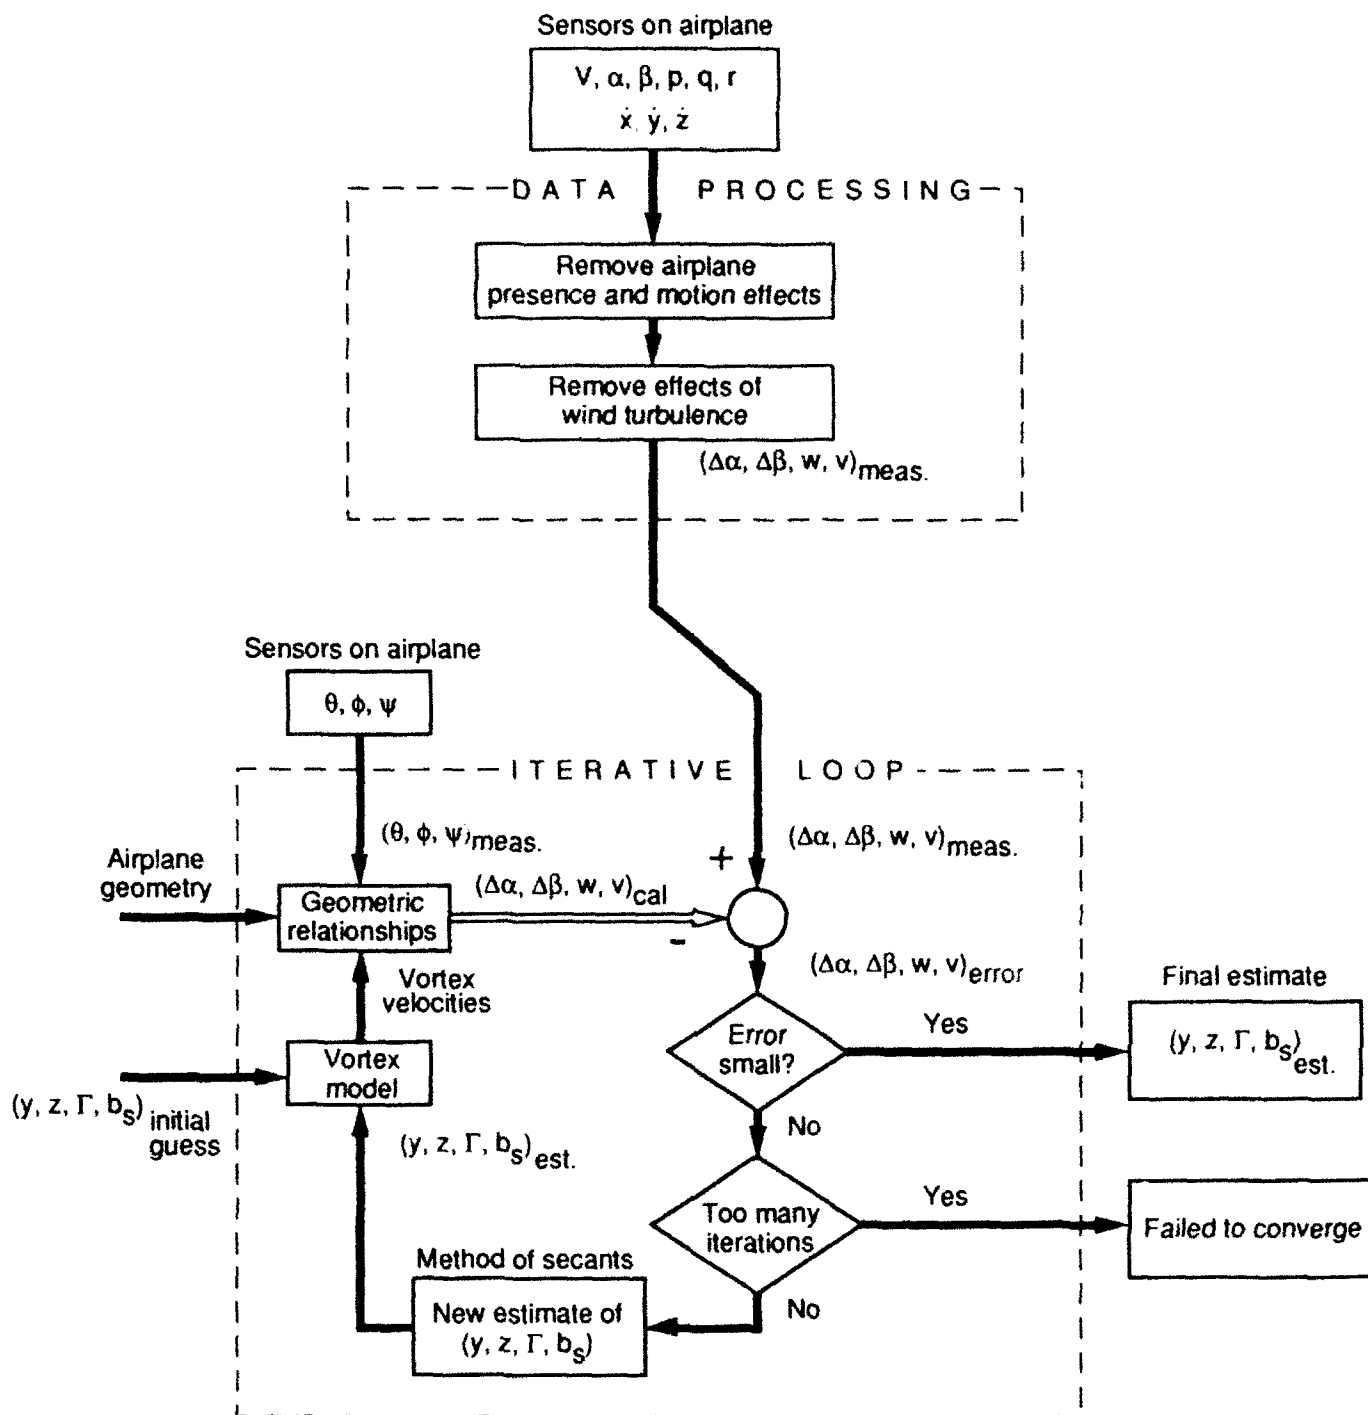 Sensors on airplane
V, α, β, p, q, r
ẋ, ẏ, ż
DATA PROCESSING
Remove airplane
presence and motion effects
Remove effects of
wind turbulence
(Δα, Δβ, w, v)meas.
Sensors on airplane
θ, ϕ, ψ
ITERATIVE LOOP
(θ, ϕ, ψ)meas.
+
(Δα, Δβ, w, v)meas.
Airplane
geometry
Geometric
relationships
(Δα, Δβ, w, v)cal
-
Vortex
velocities
(Δα, Δβ, w, v)error
Error
small?
Yes
Final estimate
(y, z, Γ, bs)est.
Vortex
model
(y, z, Γ, bs)initial
guess
No
(y, z, Γ, bs)est.
Too many
iterations
Yes
Failed to converge
Method of secants
New estimate of
(y, z, Γ, bs)
No